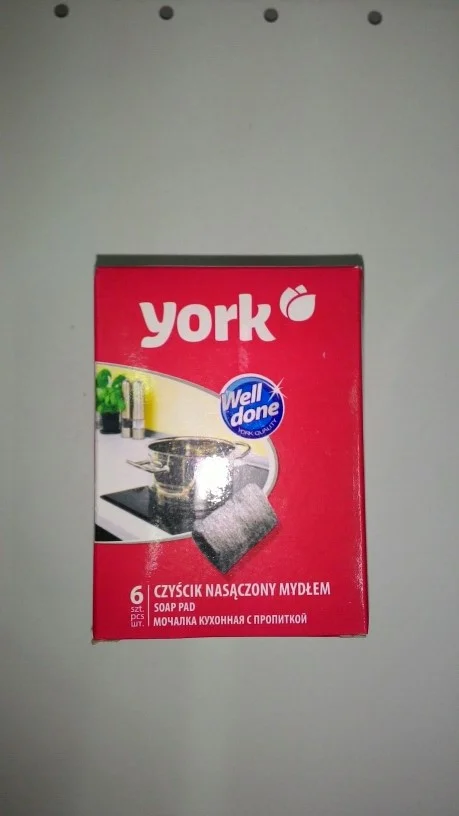 york
Well
done
YORK QUALITY
6
szt.
pcs
шт.
CZYŚCIK NASĄCZONY MYDŁEM
SOAP PAD
МОЧАЛКА КУХОННАЯ С ПРОПИТКОЙ